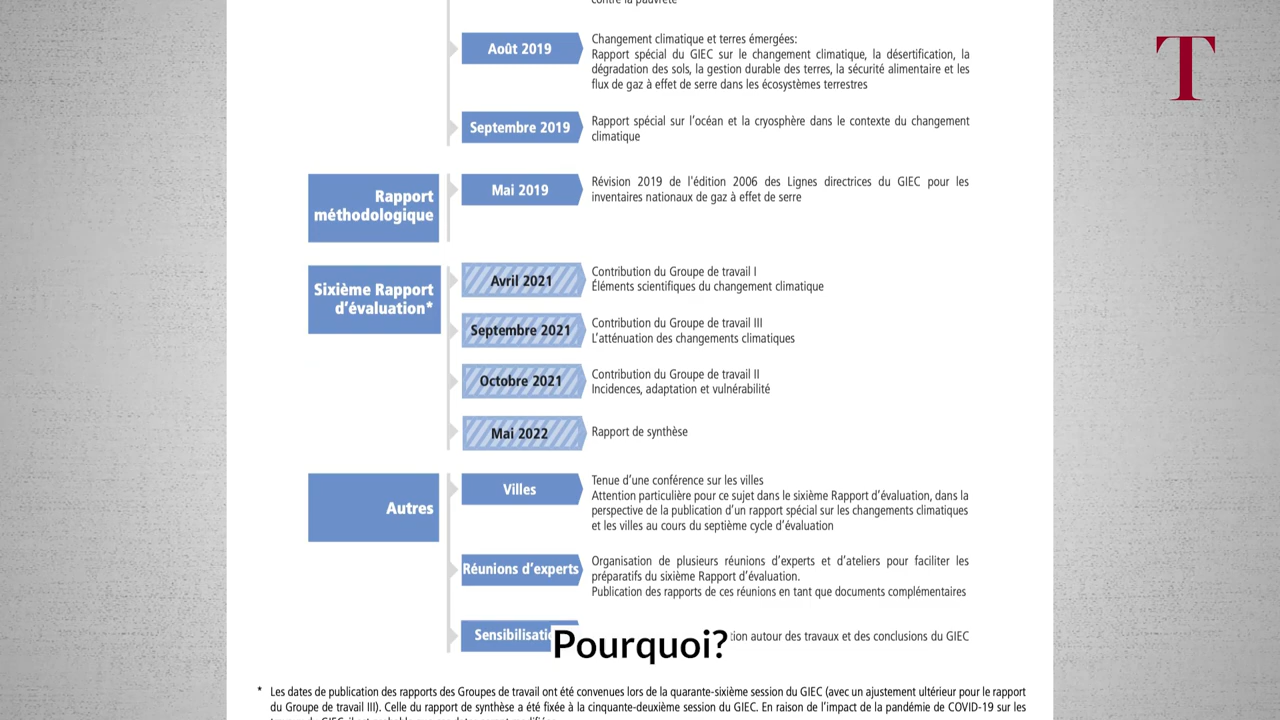 contre la pauvreté
Août 2019
Changement climatique et terres émergées:
Rapport spécial du GIEC sur le changement climatique, la désertification, la
dégradation des sols, la gestion durable des terres, la sécurité alimentaire et les
flux de gaz à effet de serre dans les écosystèmes terrestres
Septembre 2019
Rapport spécial sur l'océan et la cryosphère dans le contexte du changement
climatique
T
Rapport
méthodologique
Mai 2019
Révision 2019 de l'édition 2006 des Lignes directrices du GIEC pour les
inventaires nationaux de gaz à effet de serre
Sixième Rapport
d'évaluation*
Avril 2021
Contribution du Groupe de travail I
Éléments scientifiques du changement climatique
Septembre 2021
Contribution du Groupe de travail III
L'atténuation des changements climatiques
Octobre 2021
Contribution du Groupe de travail II
Incidences, adaptation et vulnérabilité
Mai 2022
Rapport de synthèse
Autres
Villes
Tenue d'une conférence sur les villes
Attention particulière pour ce sujet dans le sixième Rapport d'évaluation, dans la
perspective de la publication d'un rapport spécial sur les changements climatiques
et les villes au cours du septième cycle d'évaluation
Réunions d'experts
Organisation de plusieurs réunions d'experts et d'ateliers pour faciliter les
préparatifs du sixième Rapport d'évaluation.
Publication des rapports de ces réunions en tant que documents complémentaires
autour des travaux et des conclusions du GIEC
Pourquoi?
* Les dates de publication des rapports des Groupes de travail ont été convenues lors de la quarante-sixième session du GIEC (avec un ajustement ultérieur pour le rapport
du Groupe de travail III). Celle du rapport de synthèse a été fixée à la cinquante-deuxième session du GIEC. En raison de l'impact de la pandémie de COVID-19 sur les